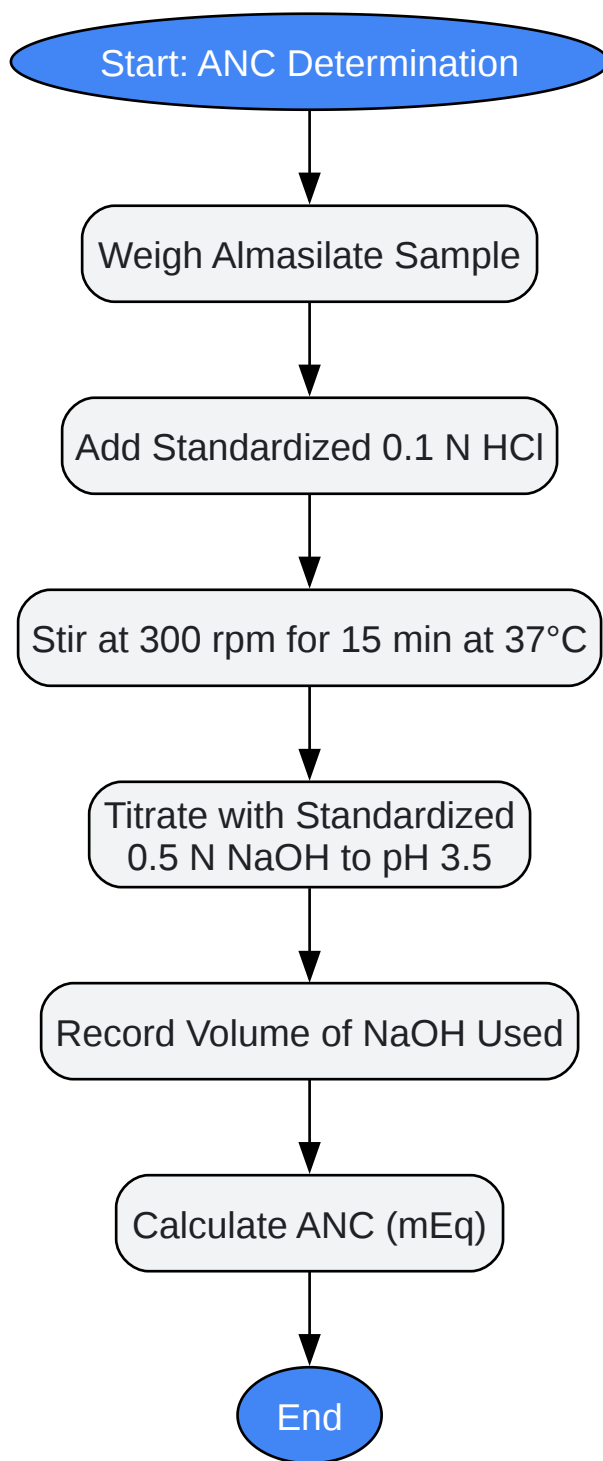 Start: ANC Determination
Weigh Almasilate Sample
Add Standardized 0.1 N HCl
Stir at 300 rpm for 15 min at 37°C
Titrate with Standardized
0.5 N NaOH to pH 3.5
Record Volume of NaOH Used
Calculate ANC (mEq)
End